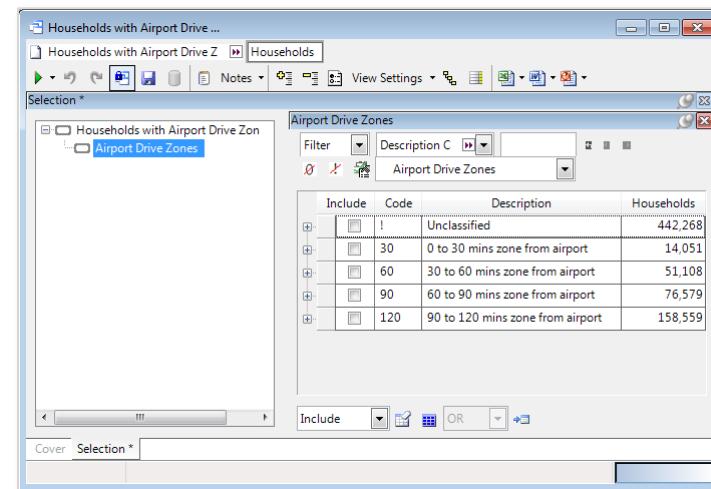 Households with Airport Drive ...
Households with Airport Drive Z Households
Notes View Settings
Selection *
Households with Airport Drive Zon
Airport Drive Zones
Airport Drive Zones
Filter Description C
Airport Drive Zones
Include Code Description Households
! Unclassified 442,268
30 0 to 30 mins zone from airport 14,051
60 30 to 60 mins zone from airport 51,108
90 60 to 90 mins zone from airport 76,579
120 90 to 120 mins zone from airport 158,559
Include OR
Cover Selection *